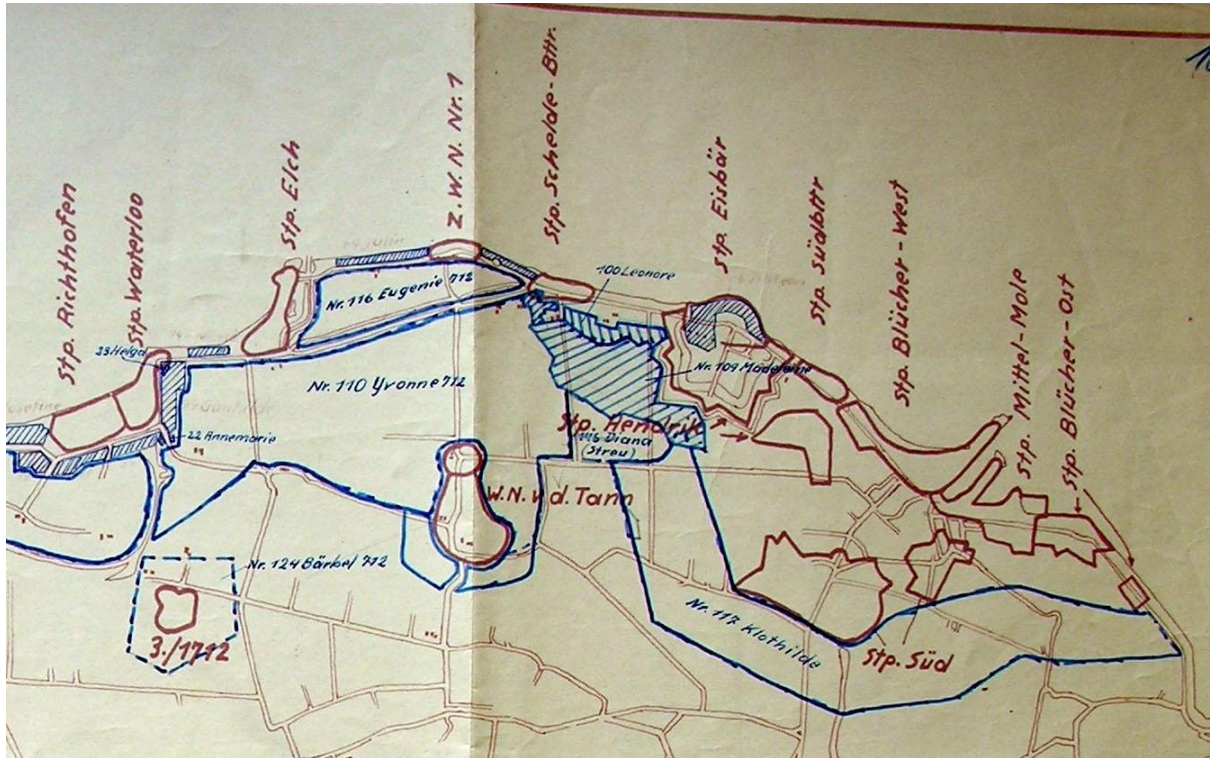 Stp. Richthofen
Stp. Waterloo
Stp. Elch
Z.W.N. Nr. 1
Stp. Schelde-Bttr.
Stp. Eisbär
Stp. Südbttr
Stp. Blücher-West
Stp. Mittel-Mole
Stp. Blücher-Ost
100 Leonore
Nr. 116 Eugenie 712
23 Helga
Nr. 110 Yvonne 712
Nr. 109 Madeleine
Stp. Hendrik
Diana
(Streu)
22 Annemarie
W.N. v.d. Tann
Nr. 124 Bärbel 712
3./1712
Nr. 117 Klothilde
Stp. Süd